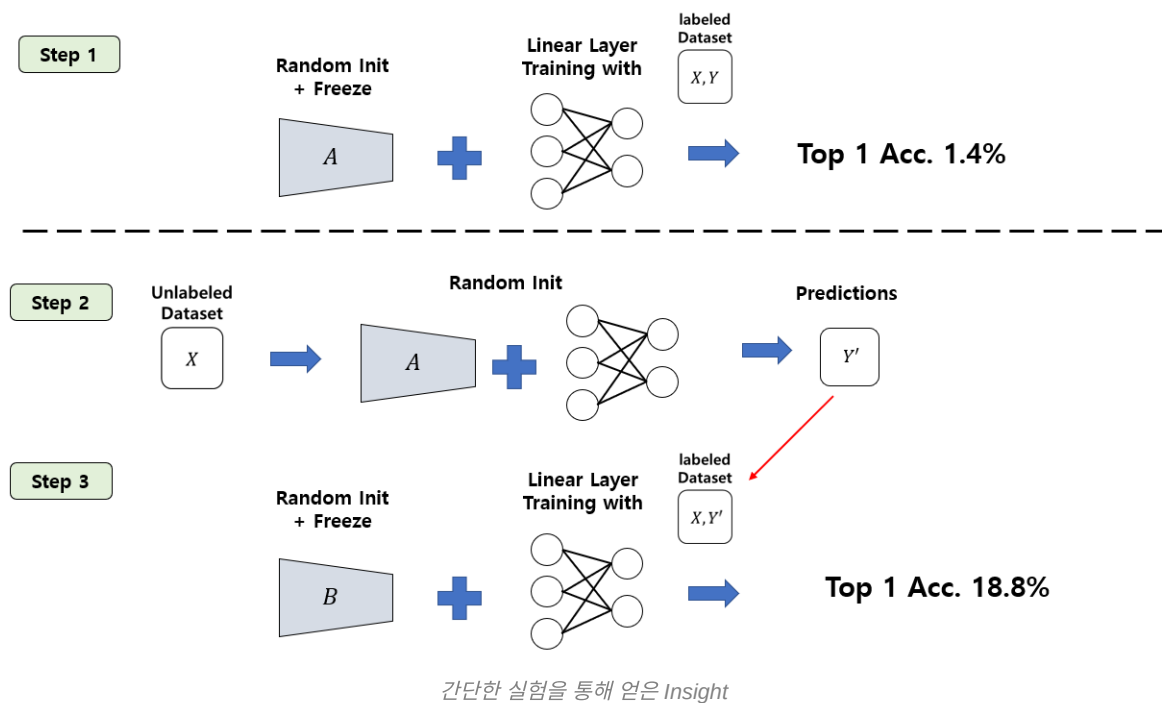 Step 1
Random Init
+ Freeze
A
Linear Layer
Training with
labeled
Dataset
X, Y
Top 1 Acc. 1.4%
Step 2
Unlabeled
Dataset
X
Random Init
A
Predictions
Y′
Step 3
Random Init
+ Freeze
B
Linear Layer
Training with
labeled
Dataset
X, Y′
Top 1 Acc. 18.8%
간단한 실험을 통해 얻은 Insight